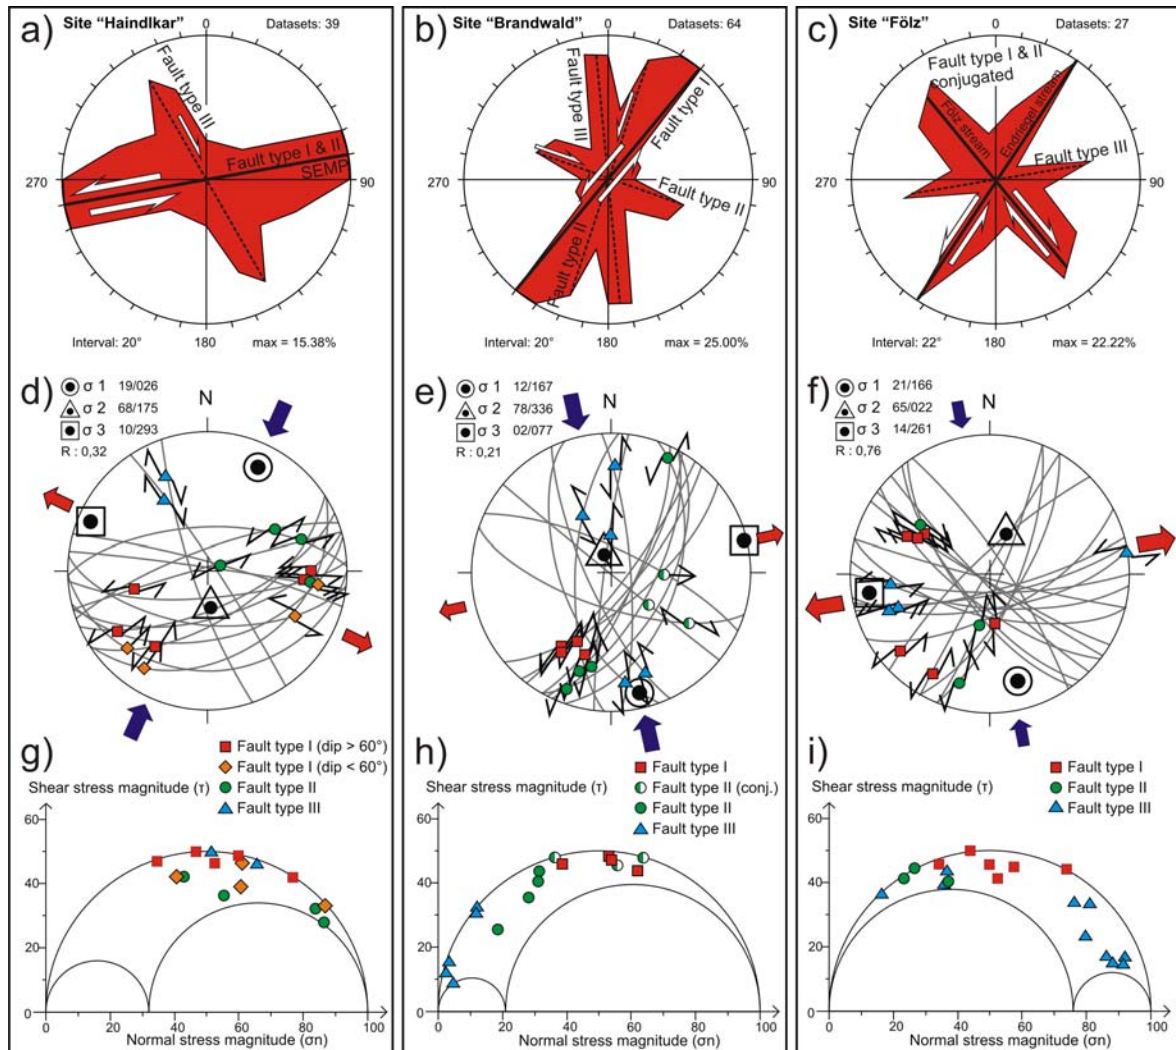 a) Site “Haindlkar” 0 Datasets: 39
Fault type III
Fault type I & II
SEMP
270 90
Interval: 20° 180 max = 15.38%
b) Site “Brandwald” 0 Datasets: 64
Fault type III
Fault type I
Fault type II
Fault type II
270 90
Interval: 20° 180 max = 25.00%
c) Site “Fölz” 0 Datasets: 27
Fault type I & II
conjugated
Fölz stream
Endriegel stream
Fault type III
270 90
Interval: 22° 180 max = 22.22%
d)
σ 1 19/026
σ 2 68/175
σ 3 10/293
R : 0,32
N
e)
σ 1 12/167
σ 2 78/336
σ 3 02/077
R : 0,21
N
f)
σ 1 21/166
σ 2 65/022
σ 3 14/261
R : 0,76
N
g)
Fault type I (dip > 60°)
Fault type I (dip < 60°)
Fault type II
Fault type III
Shear stress magnitude (τ)
60
40
20
0
0 20 40 60 80 100
Normal stress magnitude (σn)
h)
Fault type I
Fault type II (conj.)
Fault type II
Fault type III
Shear stress magnitude (τ)
60
40
20
0
0 20 40 60 80 100
Normal stress magnitude (σn)
i)
Fault type I
Fault type II
Fault type III
Shear stress magnitude (τ)
60
40
20
0
0 20 40 60 80 100
Normal stress magnitude (σn)